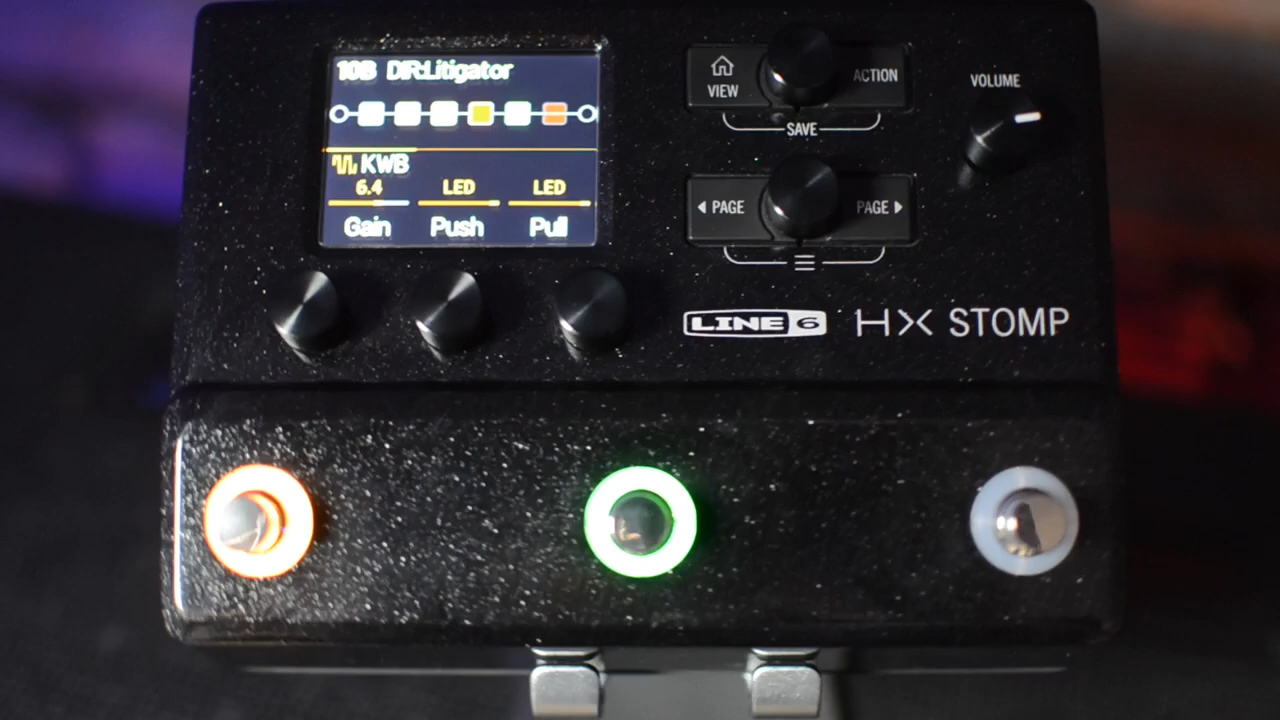 10B DIR:Litigator
KWB
6.4 LED LED
Gain Push Pull
VIEW ACTION
SAVE
PAGE PAGE
VOLUME
LINE 6 HX STOMP